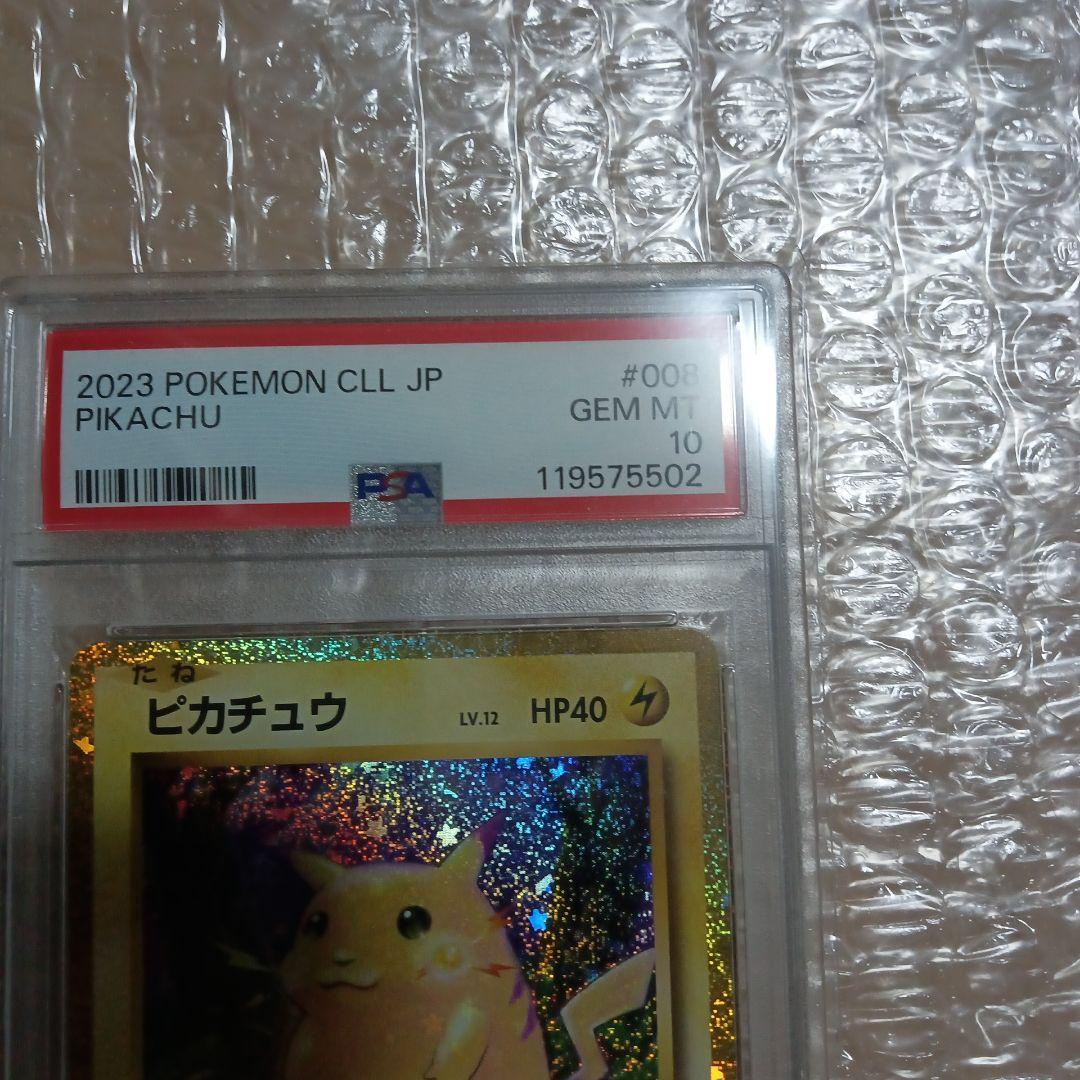 2023 POKEMON CLL JP #008
PIKACHU GEM MT
10
PSA 119575502
たね
ピカチュウ LV.12 HP40